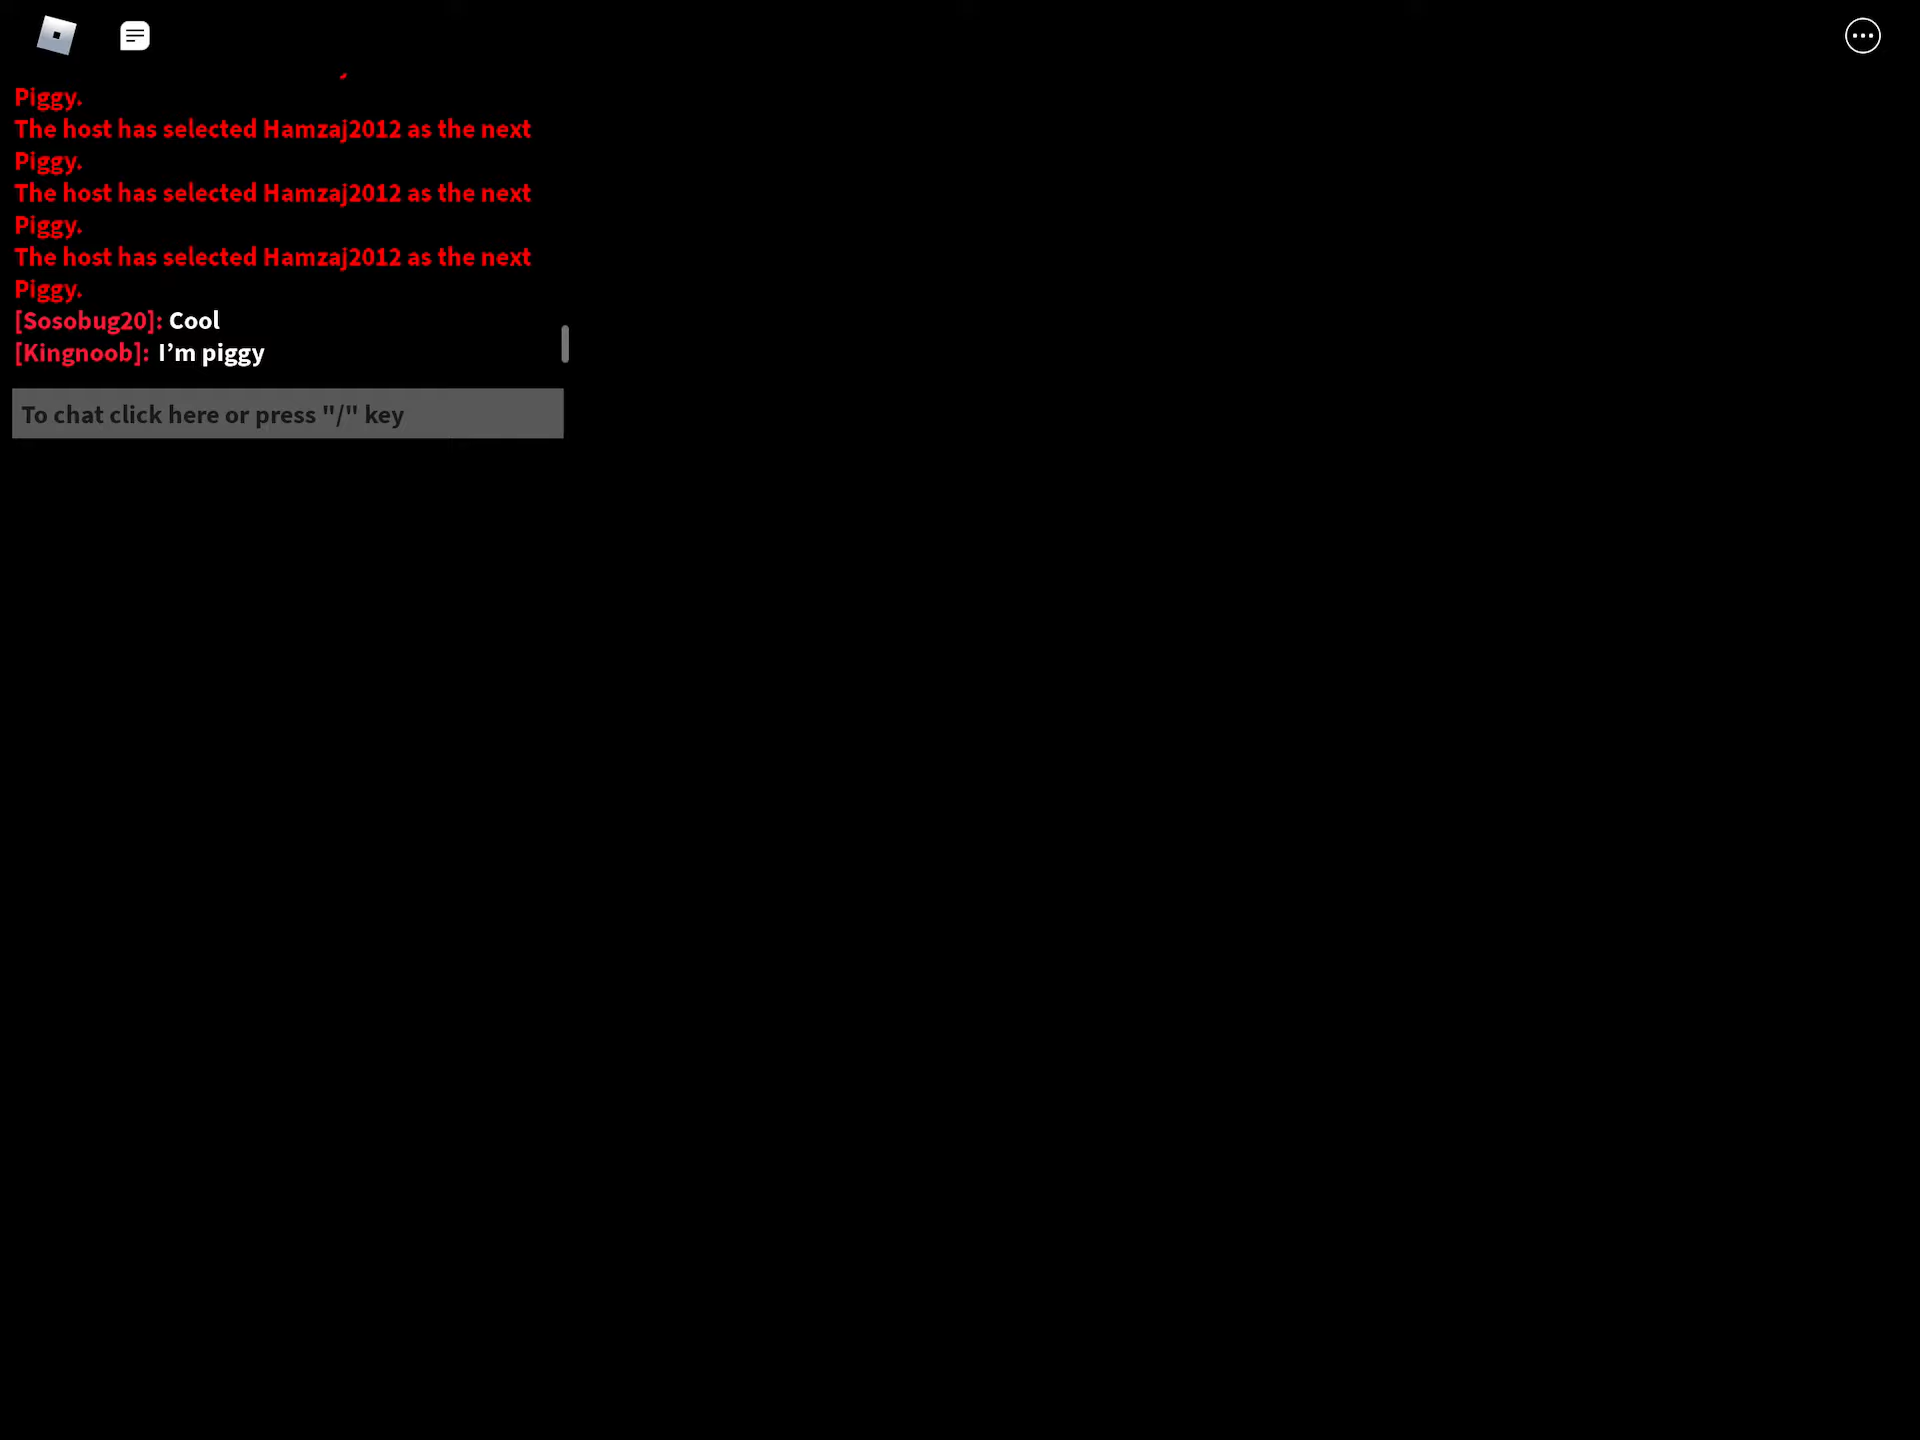 Piggy.
The host has selected Hamzaj2012 as the next
Piggy.
The host has selected Hamzaj2012 as the next
Piggy.
The host has selected Hamzaj2012 as the next
Piggy.
[Sosobug20]: Cool
[Kingnoob]: I’m piggy
To chat click here or press "/" key